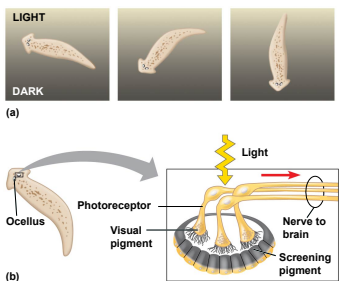 LIGHT
DARK
(a)
Light
Photoreceptor
Ocellus
Visual
pigment
Nerve to
brain
Screening
pigment
(b)